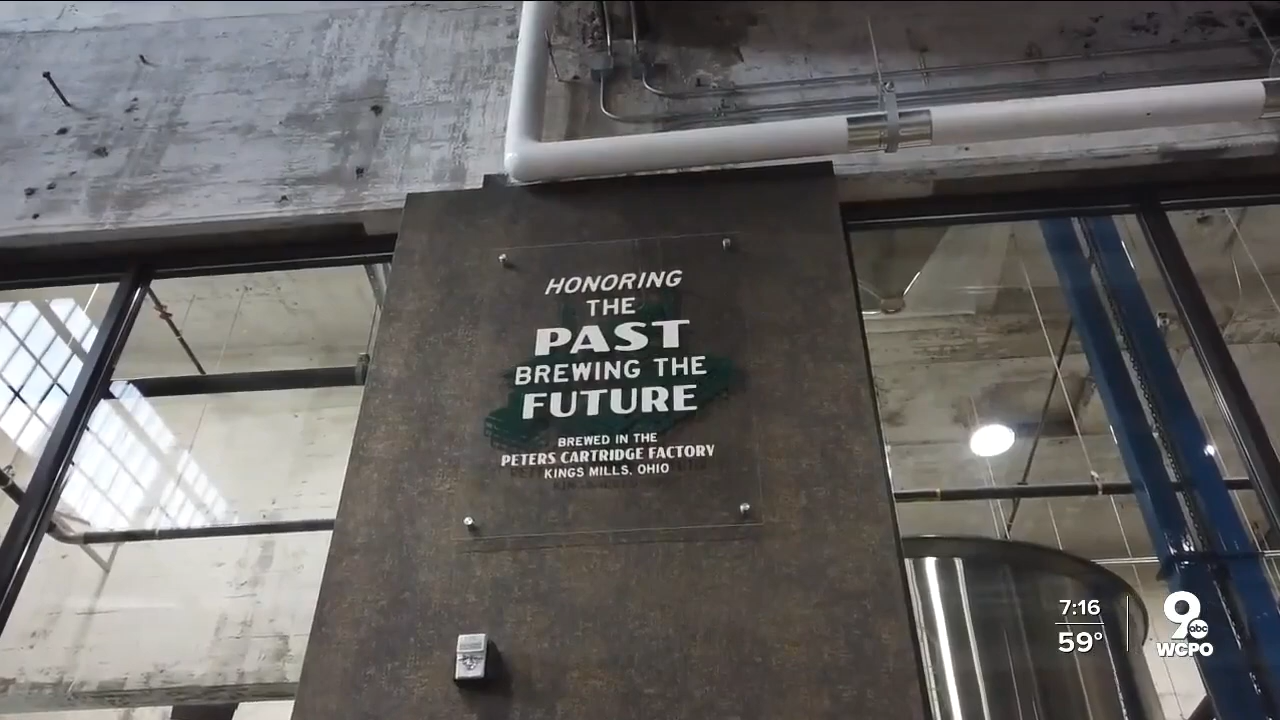 HONORING
THE
PAST
BREWING THE
FUTURE
BREWED IN THE
PETERS CARTRIDGE FACTORY
KINGS MILLS, OHIO
7:16
59°
9
abc
WCPO